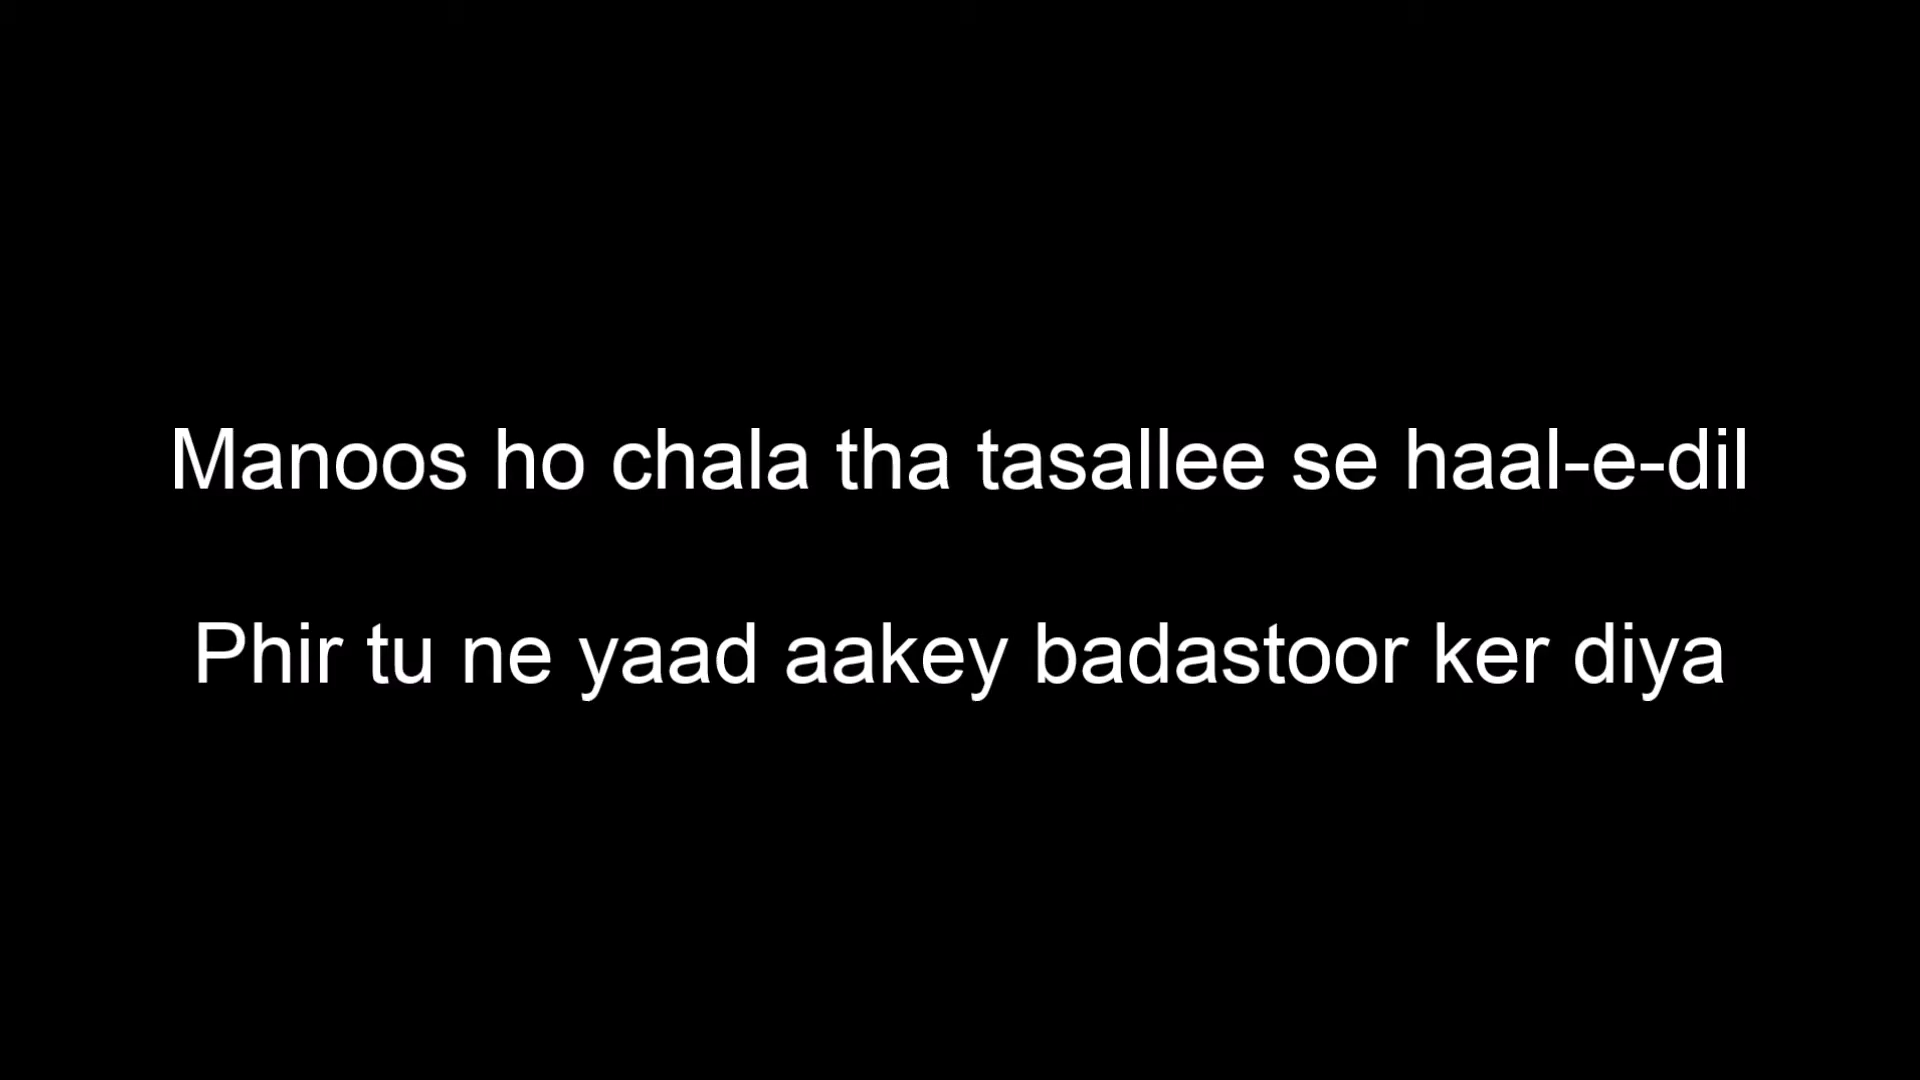 Manoos ho chala tha tasallee se haal-e-dil
Phir tu ne yaad aakey badastoor ker diya